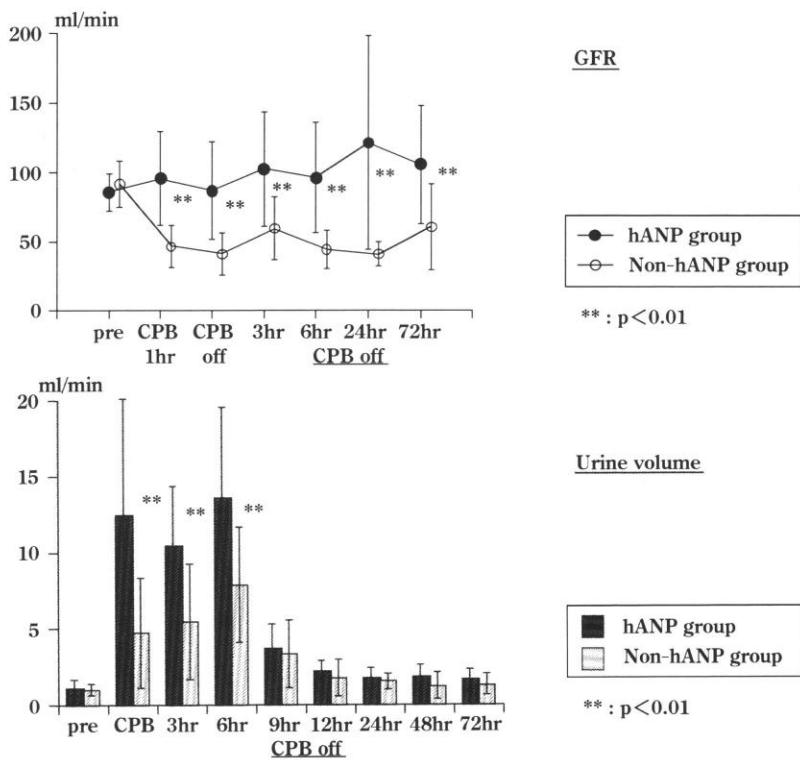 ml/min
GFR
200
150
100
50
0
** ** ** ** ** **
hANP group
Non-hANP group
** : p<0.01
pre CPB CPB 3hr 6hr 24hr 72hr
1hr off CPB off
ml/min
Urine volume
20
15
10
5
0
** ** **
hANP group
Non-hANP group
** : p<0.01
pre CPB 3hr 6hr 9hr 12hr 24hr 48hr 72hr
CPB off